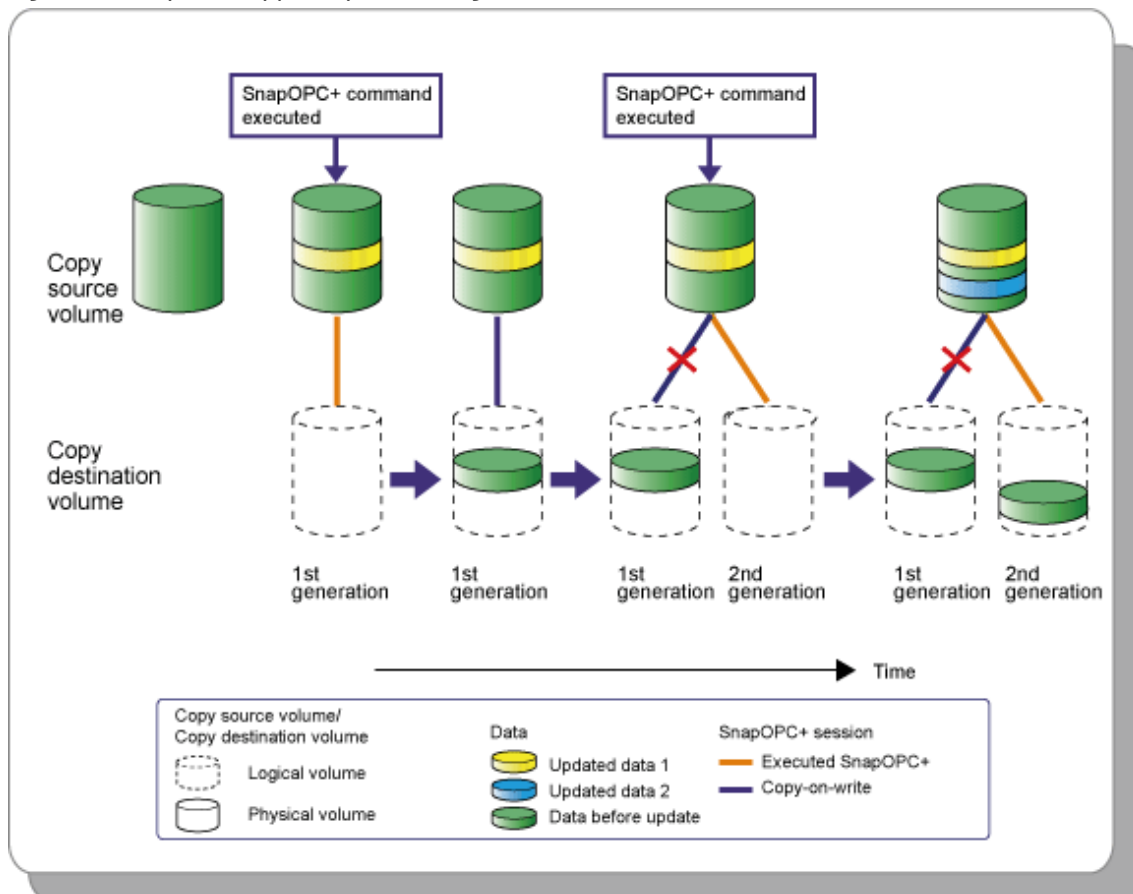 SnapOPC+ command
executed
SnapOPC+ command
executed
Copy
source
volume
Copy
destination
volume
1st
generation
1st
generation
1st
generation
2nd
generation
1st
generation
2nd
generation
Time
Copy source volume/
Copy destination volume
Logical volume
Physical volume
Data
Updated data 1
Updated data 2
Data before update
SnapOPC+ session
Executed SnapOPC+
Copy-on-write